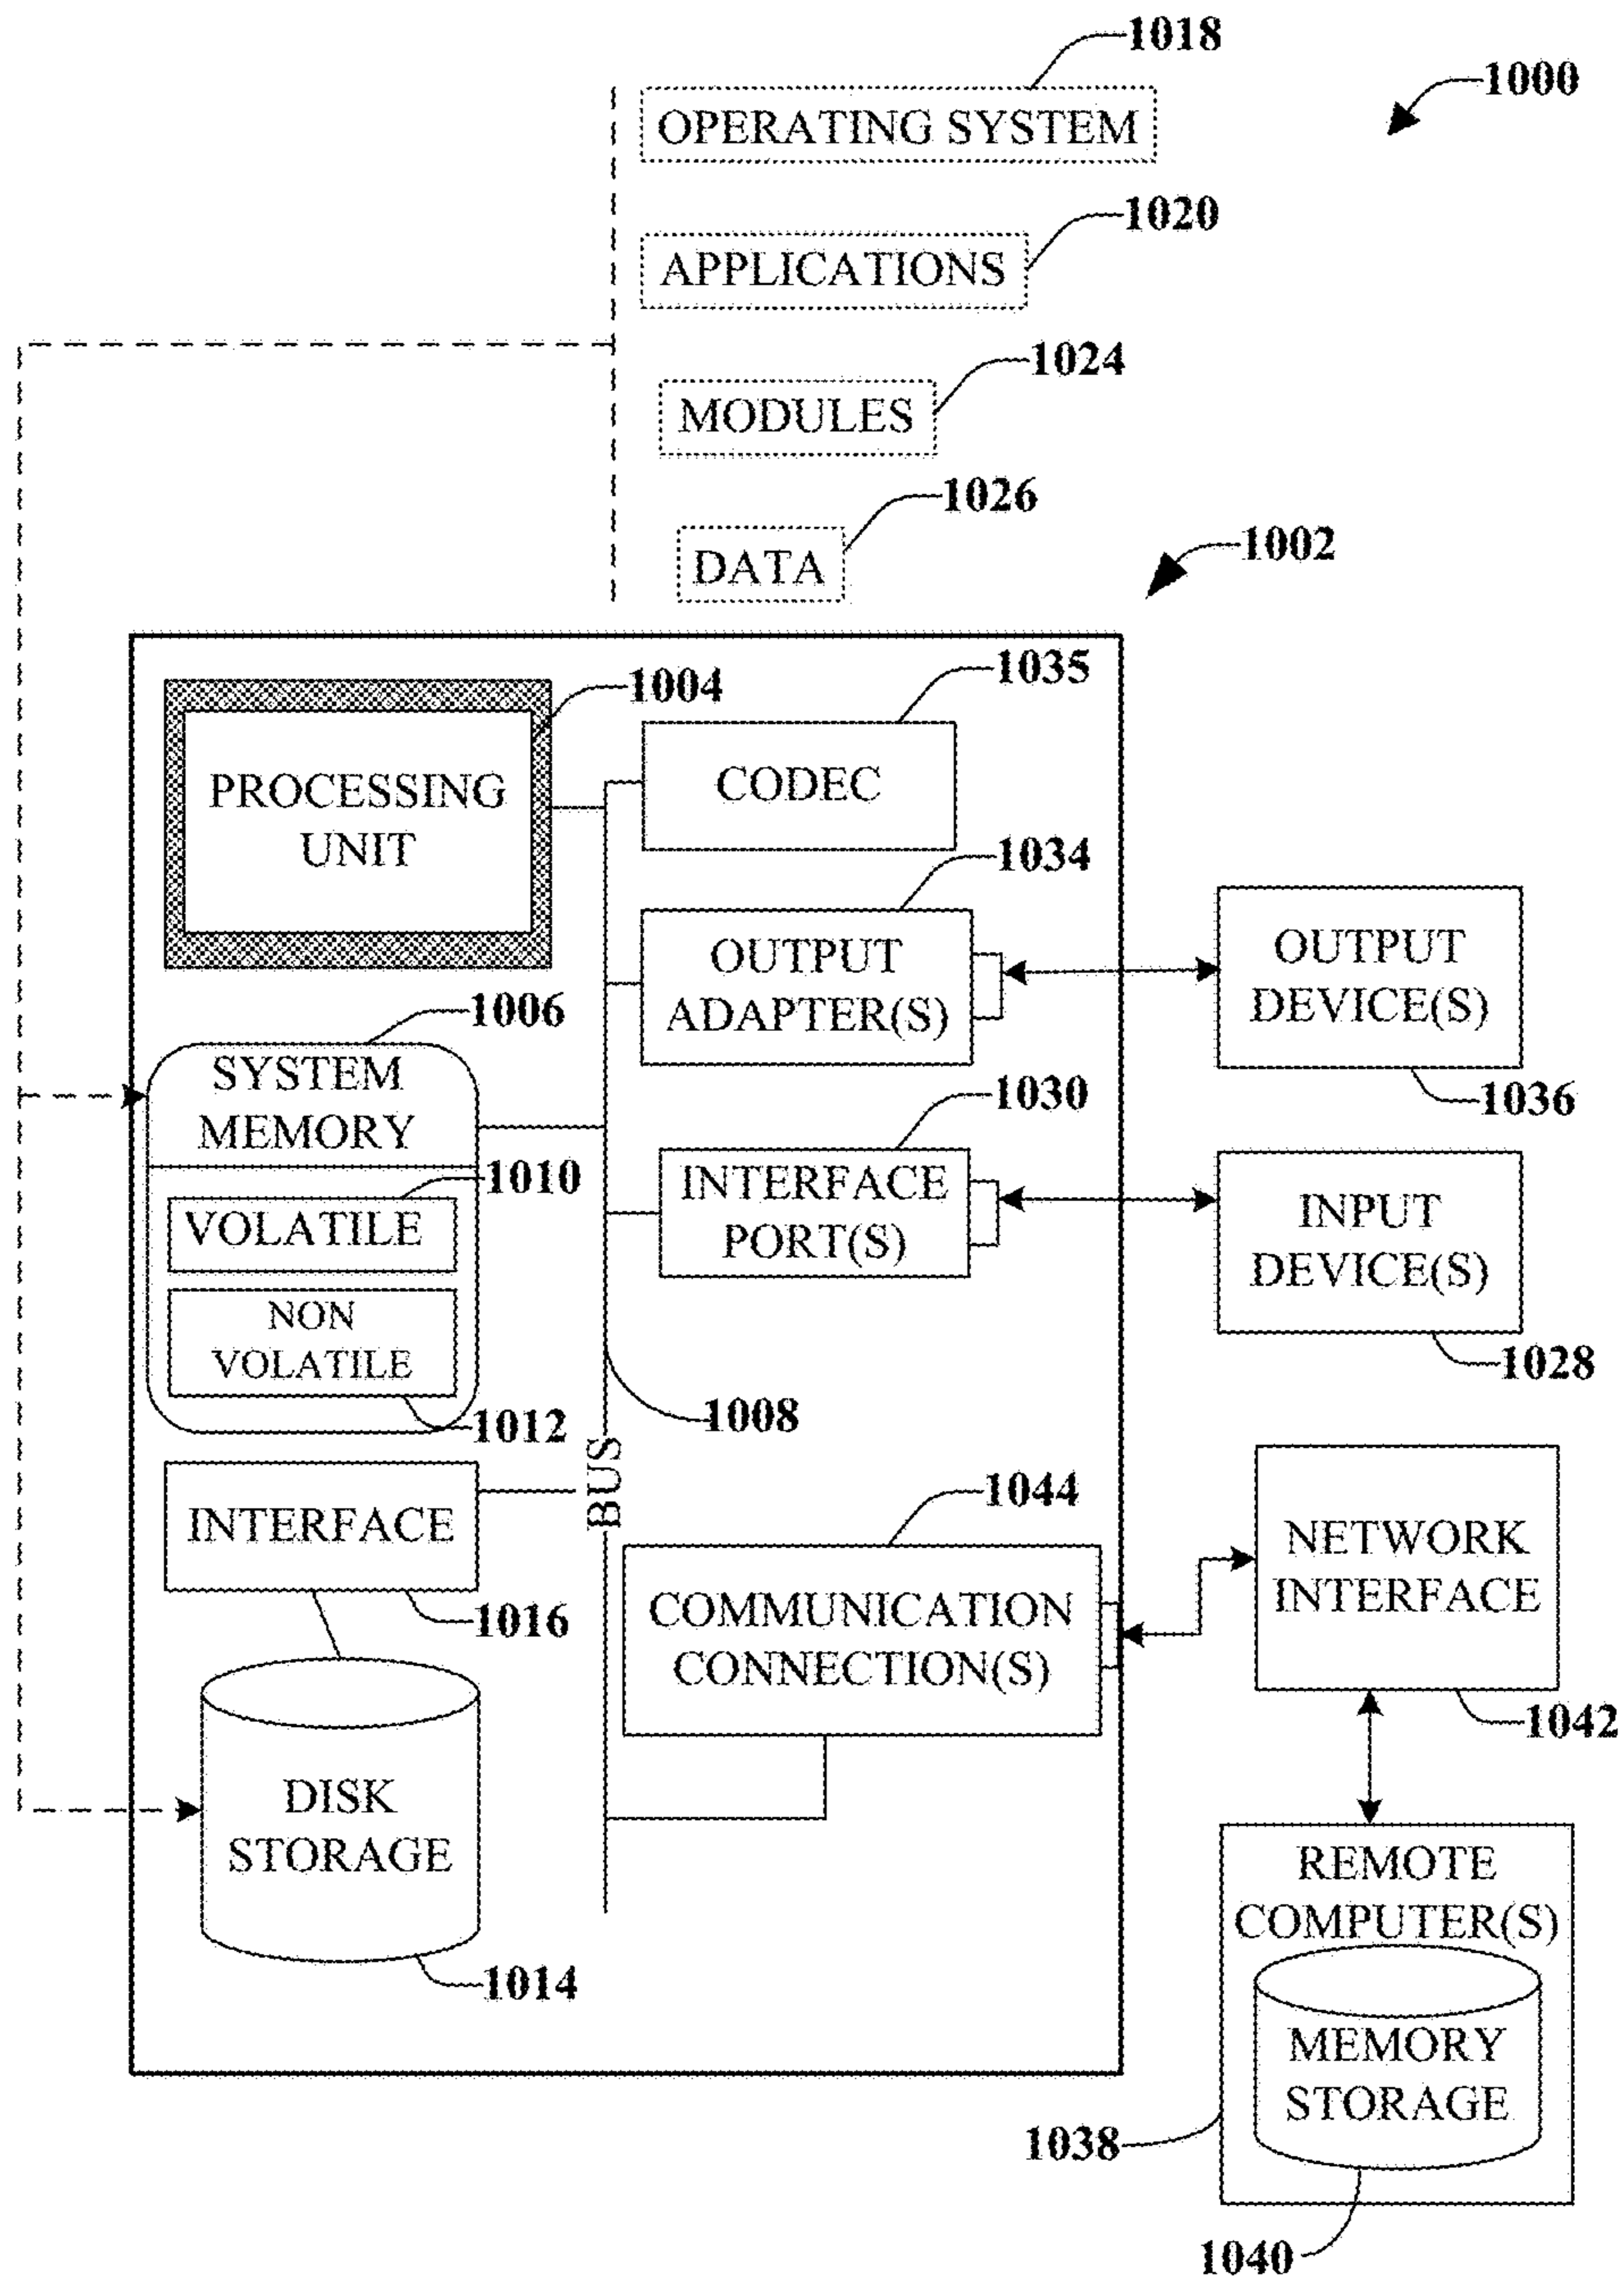 1018
1000
OPERATING SYSTEM
1020
APPLICATIONS
1024
MODULES
1026
DATA
1002
1035
1004
CODEC
PROCESSING
UNIT
1034
OUTPUT
ADAPTER(S)
OUTPUT
DEVICE(S)
1036
1006
SYSTEM
MEMORY
1030
INTERFACE
PORT(S)
INPUT
DEVICE(S)
1028
1010
VOLATILE
NON
VOLATILE
1012
1008
BUS
INTERFACE
1016
1044
COMMUNICATION
CONNECTION(S)
NETWORK
INTERFACE
1042
DISK
STORAGE
1014
REMOTE
COMPUTER(S)
MEMORY
STORAGE
1038
1040